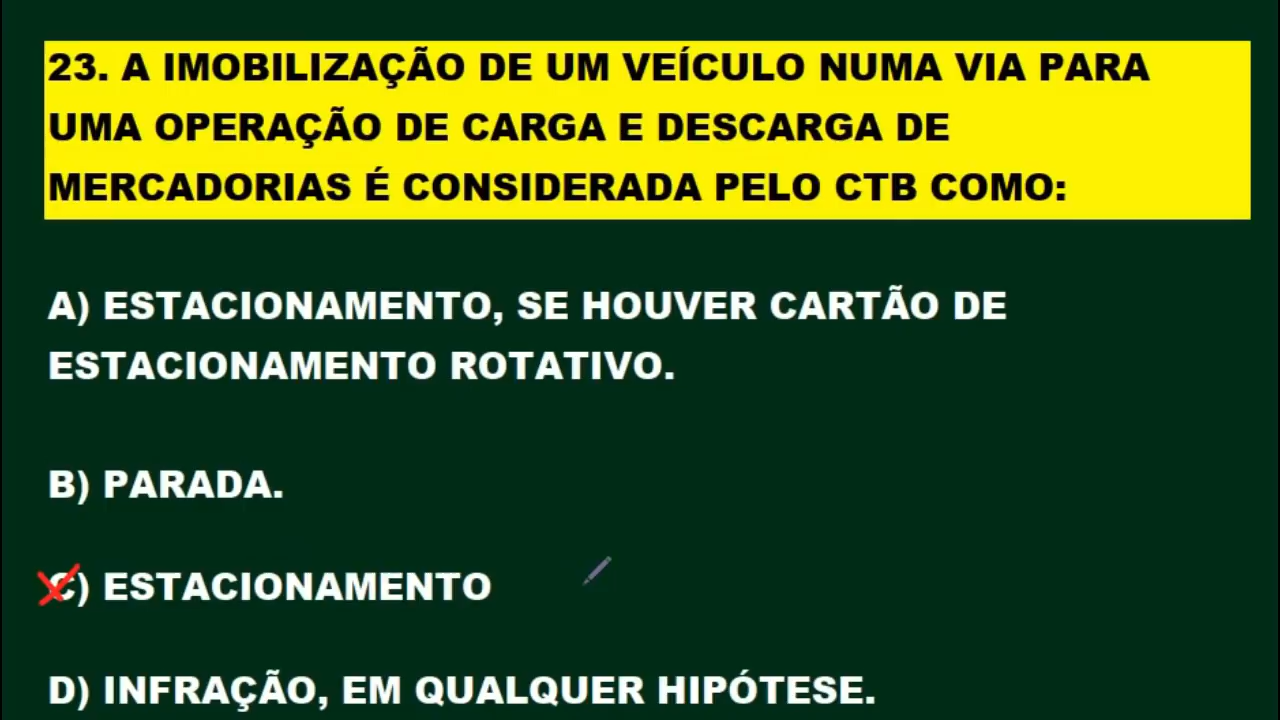 23. A IMOBILIZAÇÃO DE UM VEÍCULO NUMA VIA PARA
UMA OPERAÇÃO DE CARGA E DESCARGA DE
MERCADORIAS É CONSIDERADA PELO CTB COMO:
A) ESTACIONAMENTO, SE HOUVER CARTÃO DE
ESTACIONAMENTO ROTATIVO.
B) PARADA.
C) ESTACIONAMENTO
D) INFRAÇÃO, EM QUALQUER HIPÓTESE.